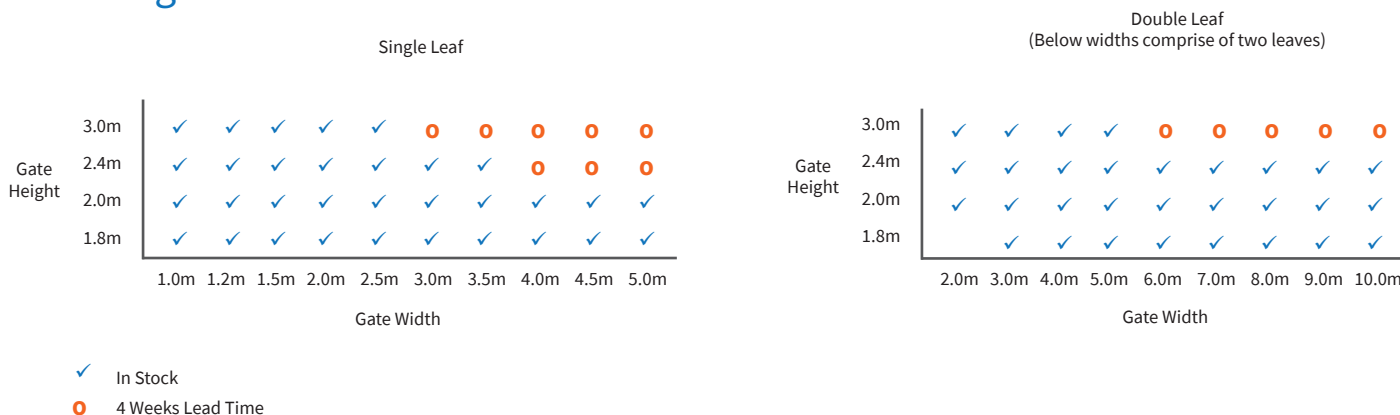 Single Leaf
Gate Height
3.0m ✓ ✓ ✓ ✓ ✓ o o o o o
2.4m ✓ ✓ ✓ ✓ ✓ ✓ ✓ o o o
2.0m ✓ ✓ ✓ ✓ ✓ ✓ ✓ ✓ ✓ ✓
1.8m ✓ ✓ ✓ ✓ ✓ ✓ ✓ ✓ ✓ ✓
1.0m 1.2m 1.5m 2.0m 2.5m 3.0m 3.5m 4.0m 4.5m 5.0m
Gate Width
Double Leaf
(Below widths comprise of two leaves)
Gate Height
3.0m ✓ ✓ ✓ ✓ o o o o o
2.4m ✓ ✓ ✓ ✓ ✓ ✓ ✓ ✓ ✓
2.0m ✓ ✓ ✓ ✓ ✓ ✓ ✓ ✓ ✓
1.8m ✓ ✓ ✓ ✓ ✓ ✓ ✓ ✓
2.0m 3.0m 4.0m 5.0m 6.0m 7.0m 8.0m 9.0m 10.0m
Gate Width
✓ In Stock
o 4 Weeks Lead Time